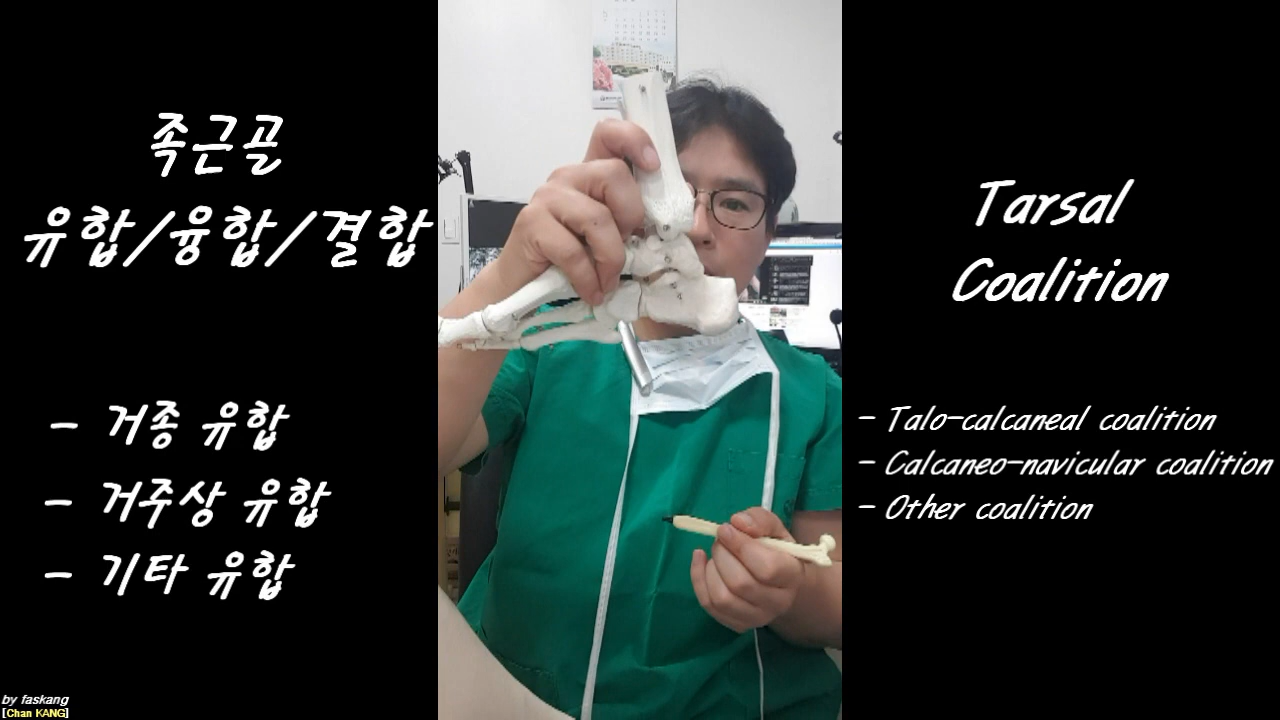 족근골
유합/융합/결합
- 거종 유합
- 거주상 유합
- 기타 유합
Tarsal
Coalition
- Talo-calcaneal coalition
- Calcaneo-navicular coalition
- Other coalition
by faskang
[Chan KANG]